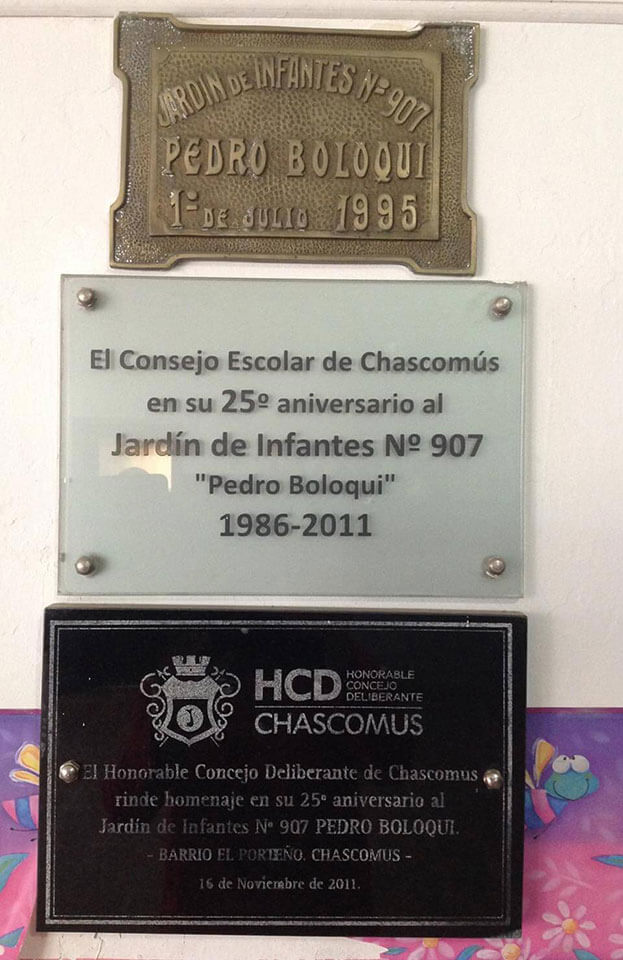 JARDIN DE INFANTES Nº 907
PEDRO BOLOQUI
1º DE JULIO 1995
El Consejo Escolar de Chascomús
en su 25º aniversario al
Jardín de Infantes Nº 907
"Pedro Boloqui"
1986-2011
HCD HONORABLE
CONCEJO
DELIBERANTE
CHASCOMUS
El Honorable Concejo Deliberante de Chascomus
rinde homenaje en su 25º aniversario al
Jardín de Infantes Nº 907 PEDRO BOLOQUI.
- BARRIO EL PORTEÑO. CHASCOMUS -
16 de Noviembre de 2011.